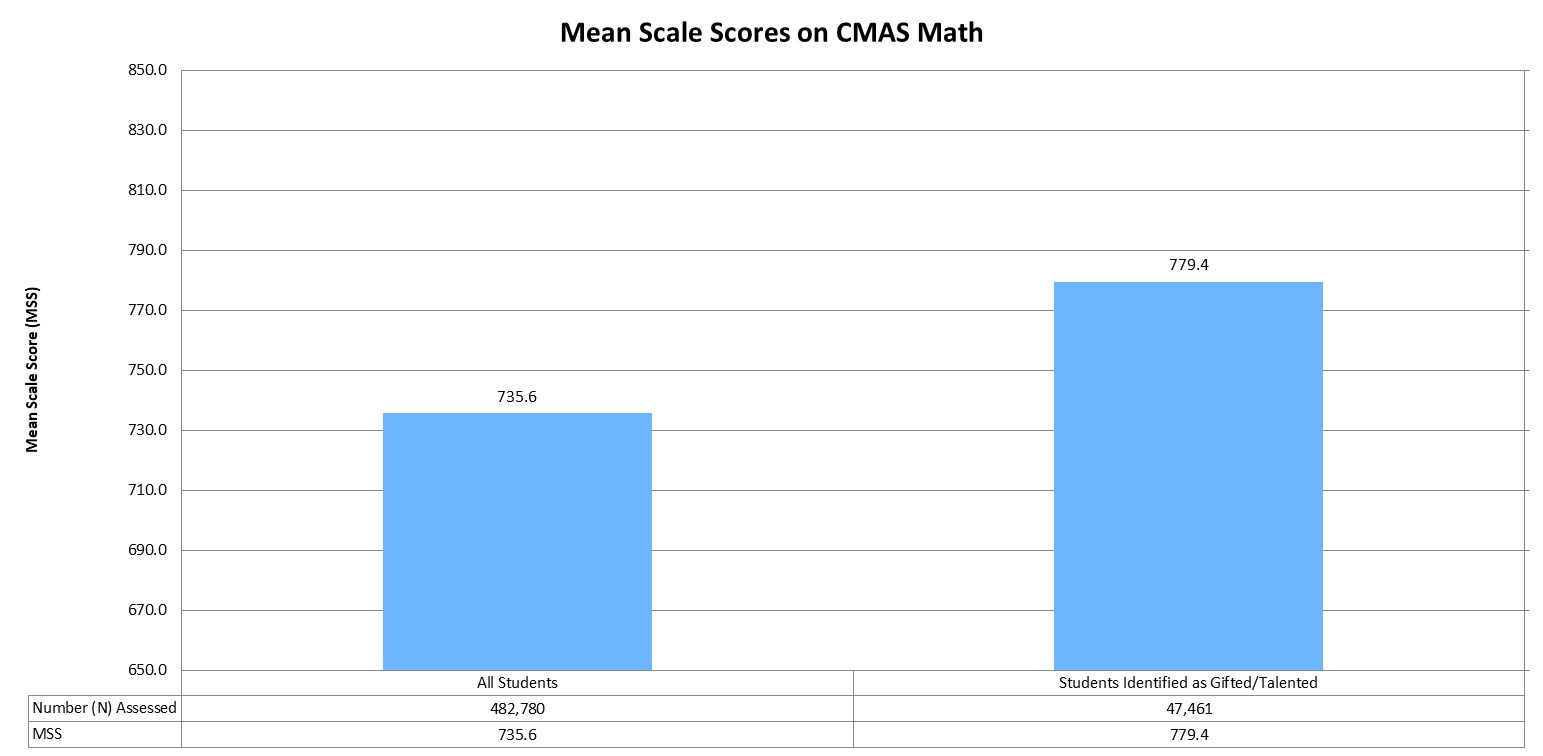 Mean Scale Scores on CMAS Math
850.0
830.0
810.0
790.0
770.0
750.0
730.0
710.0
690.0
670.0
650.0
Mean Scale Score (MSS)
735.6
779.4
All Students Students Identified as Gifted/Talented
Number (N) Assessed 482,780 47,461
MSS 735.6 779.4